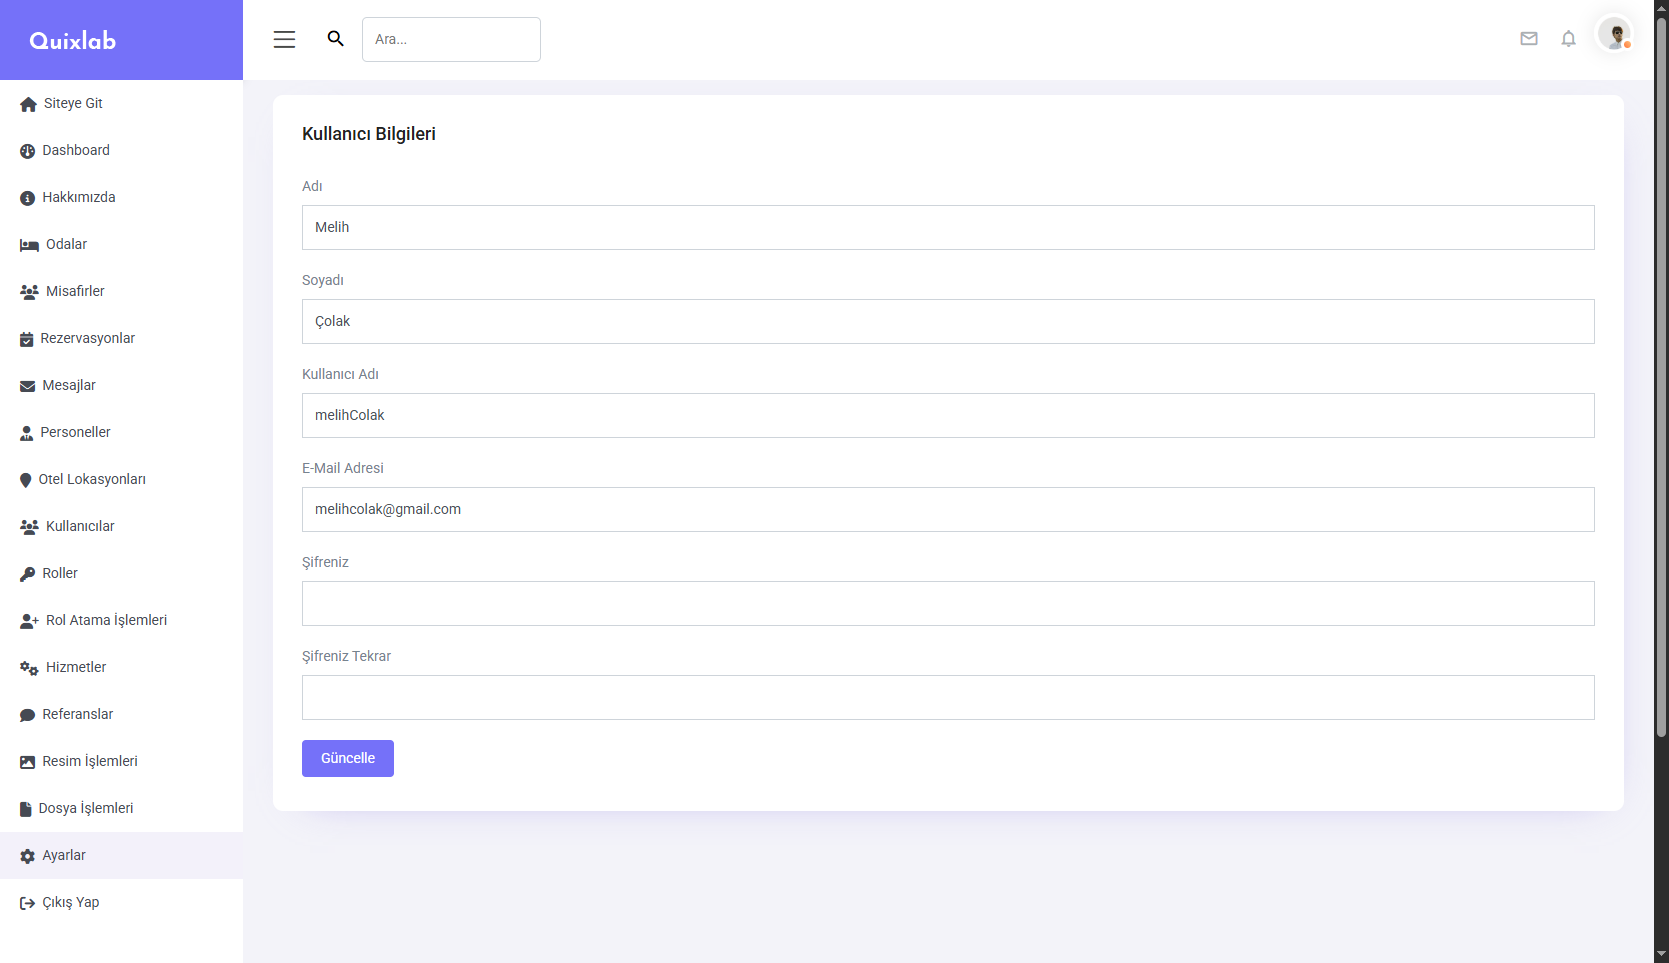 Quixlab
Ara...
Siteye Git
Dashboard
Hakkımızda
Odalar
Misafirler
Rezervasyonlar
Mesajlar
Personeller
Otel Lokasyonları
Kullanıcılar
Roller
Rol Atama İşlemleri
Hizmetler
Referanslar
Resim İşlemleri
Dosya İşlemleri
Ayarlar
Çıkış Yap
Kullanıcı Bilgileri
Adı
Melih
Soyadı
Çolak
Kullanıcı Adı
melihColak
E-Mail Adresi
melihcolak@gmail.com
Şifreniz
Şifreniz Tekrar
Güncelle